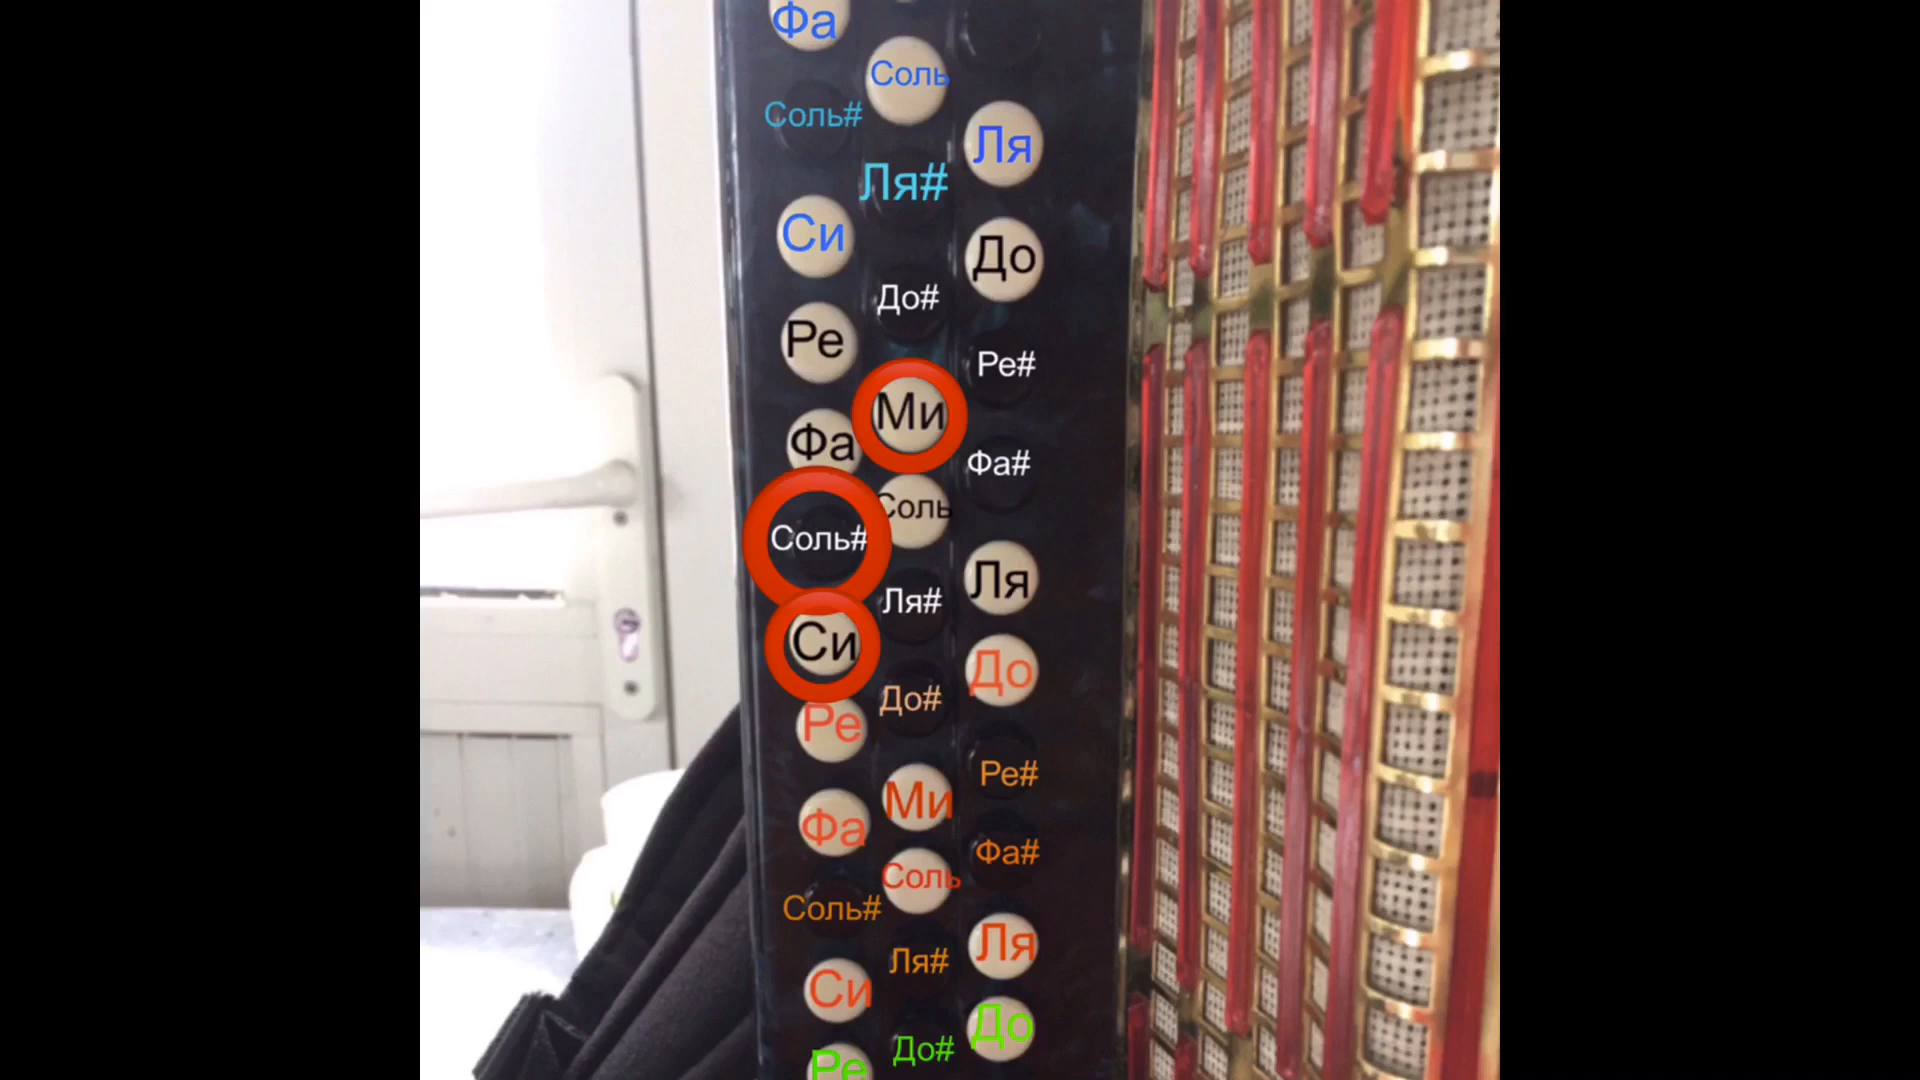 Фа
Соль
Соль#
Ля
Ля#
Си
До
До#
Ре
Ре#
Ми
Фа
Фа#
Соль
Соль#
Ля
Ля#
Си
До
До#
Ре
Ре#
Ми
Фа
Фа#
Соль
Соль#
Ля
Ля#
Си
До
До#
Ре